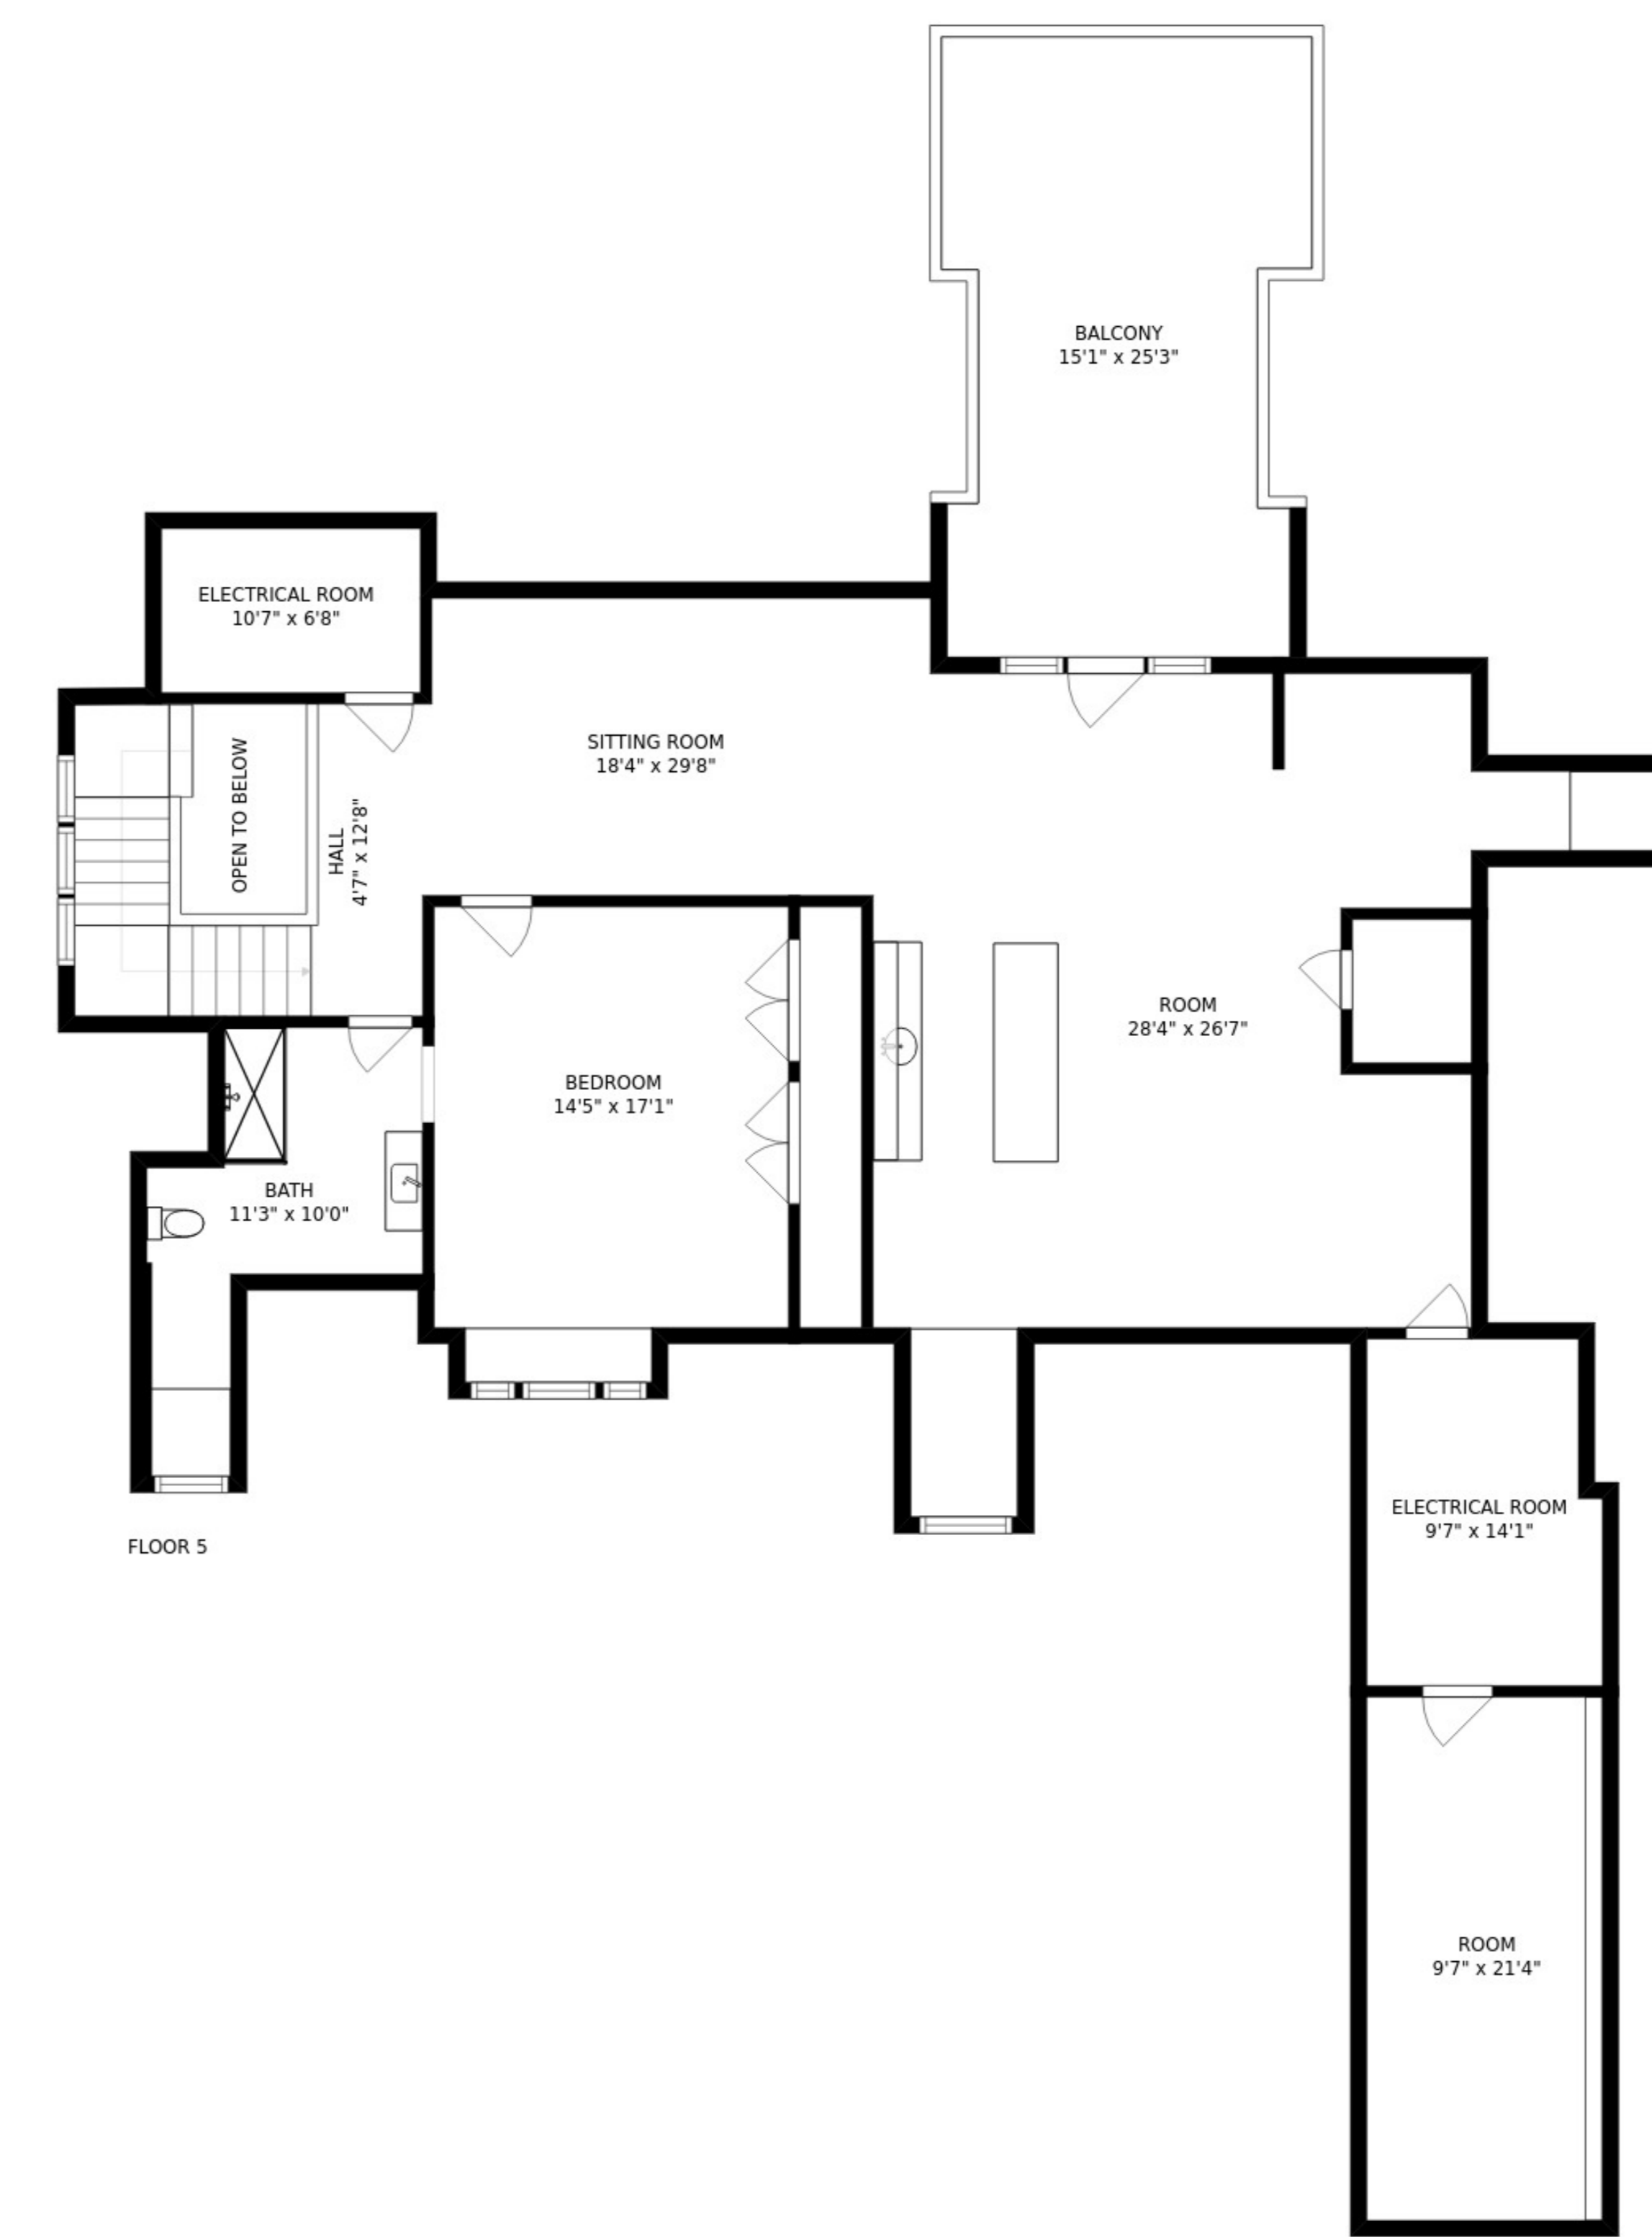 BALCONY
15'1" x 25'3"
ELECTRICAL ROOM
10'7" x 6'8"
SITTING ROOM
18'4" x 29'8"
OPEN TO BELOW
HALL
4'7" x 12'8"
ROOM
28'4" x 26'7"
BEDROOM
14'5" x 17'1"
BATH
11'3" x 10'0"
ELECTRICAL ROOM
9'7" x 14'1"
FLOOR 5
ROOM
9'7" x 21'4"